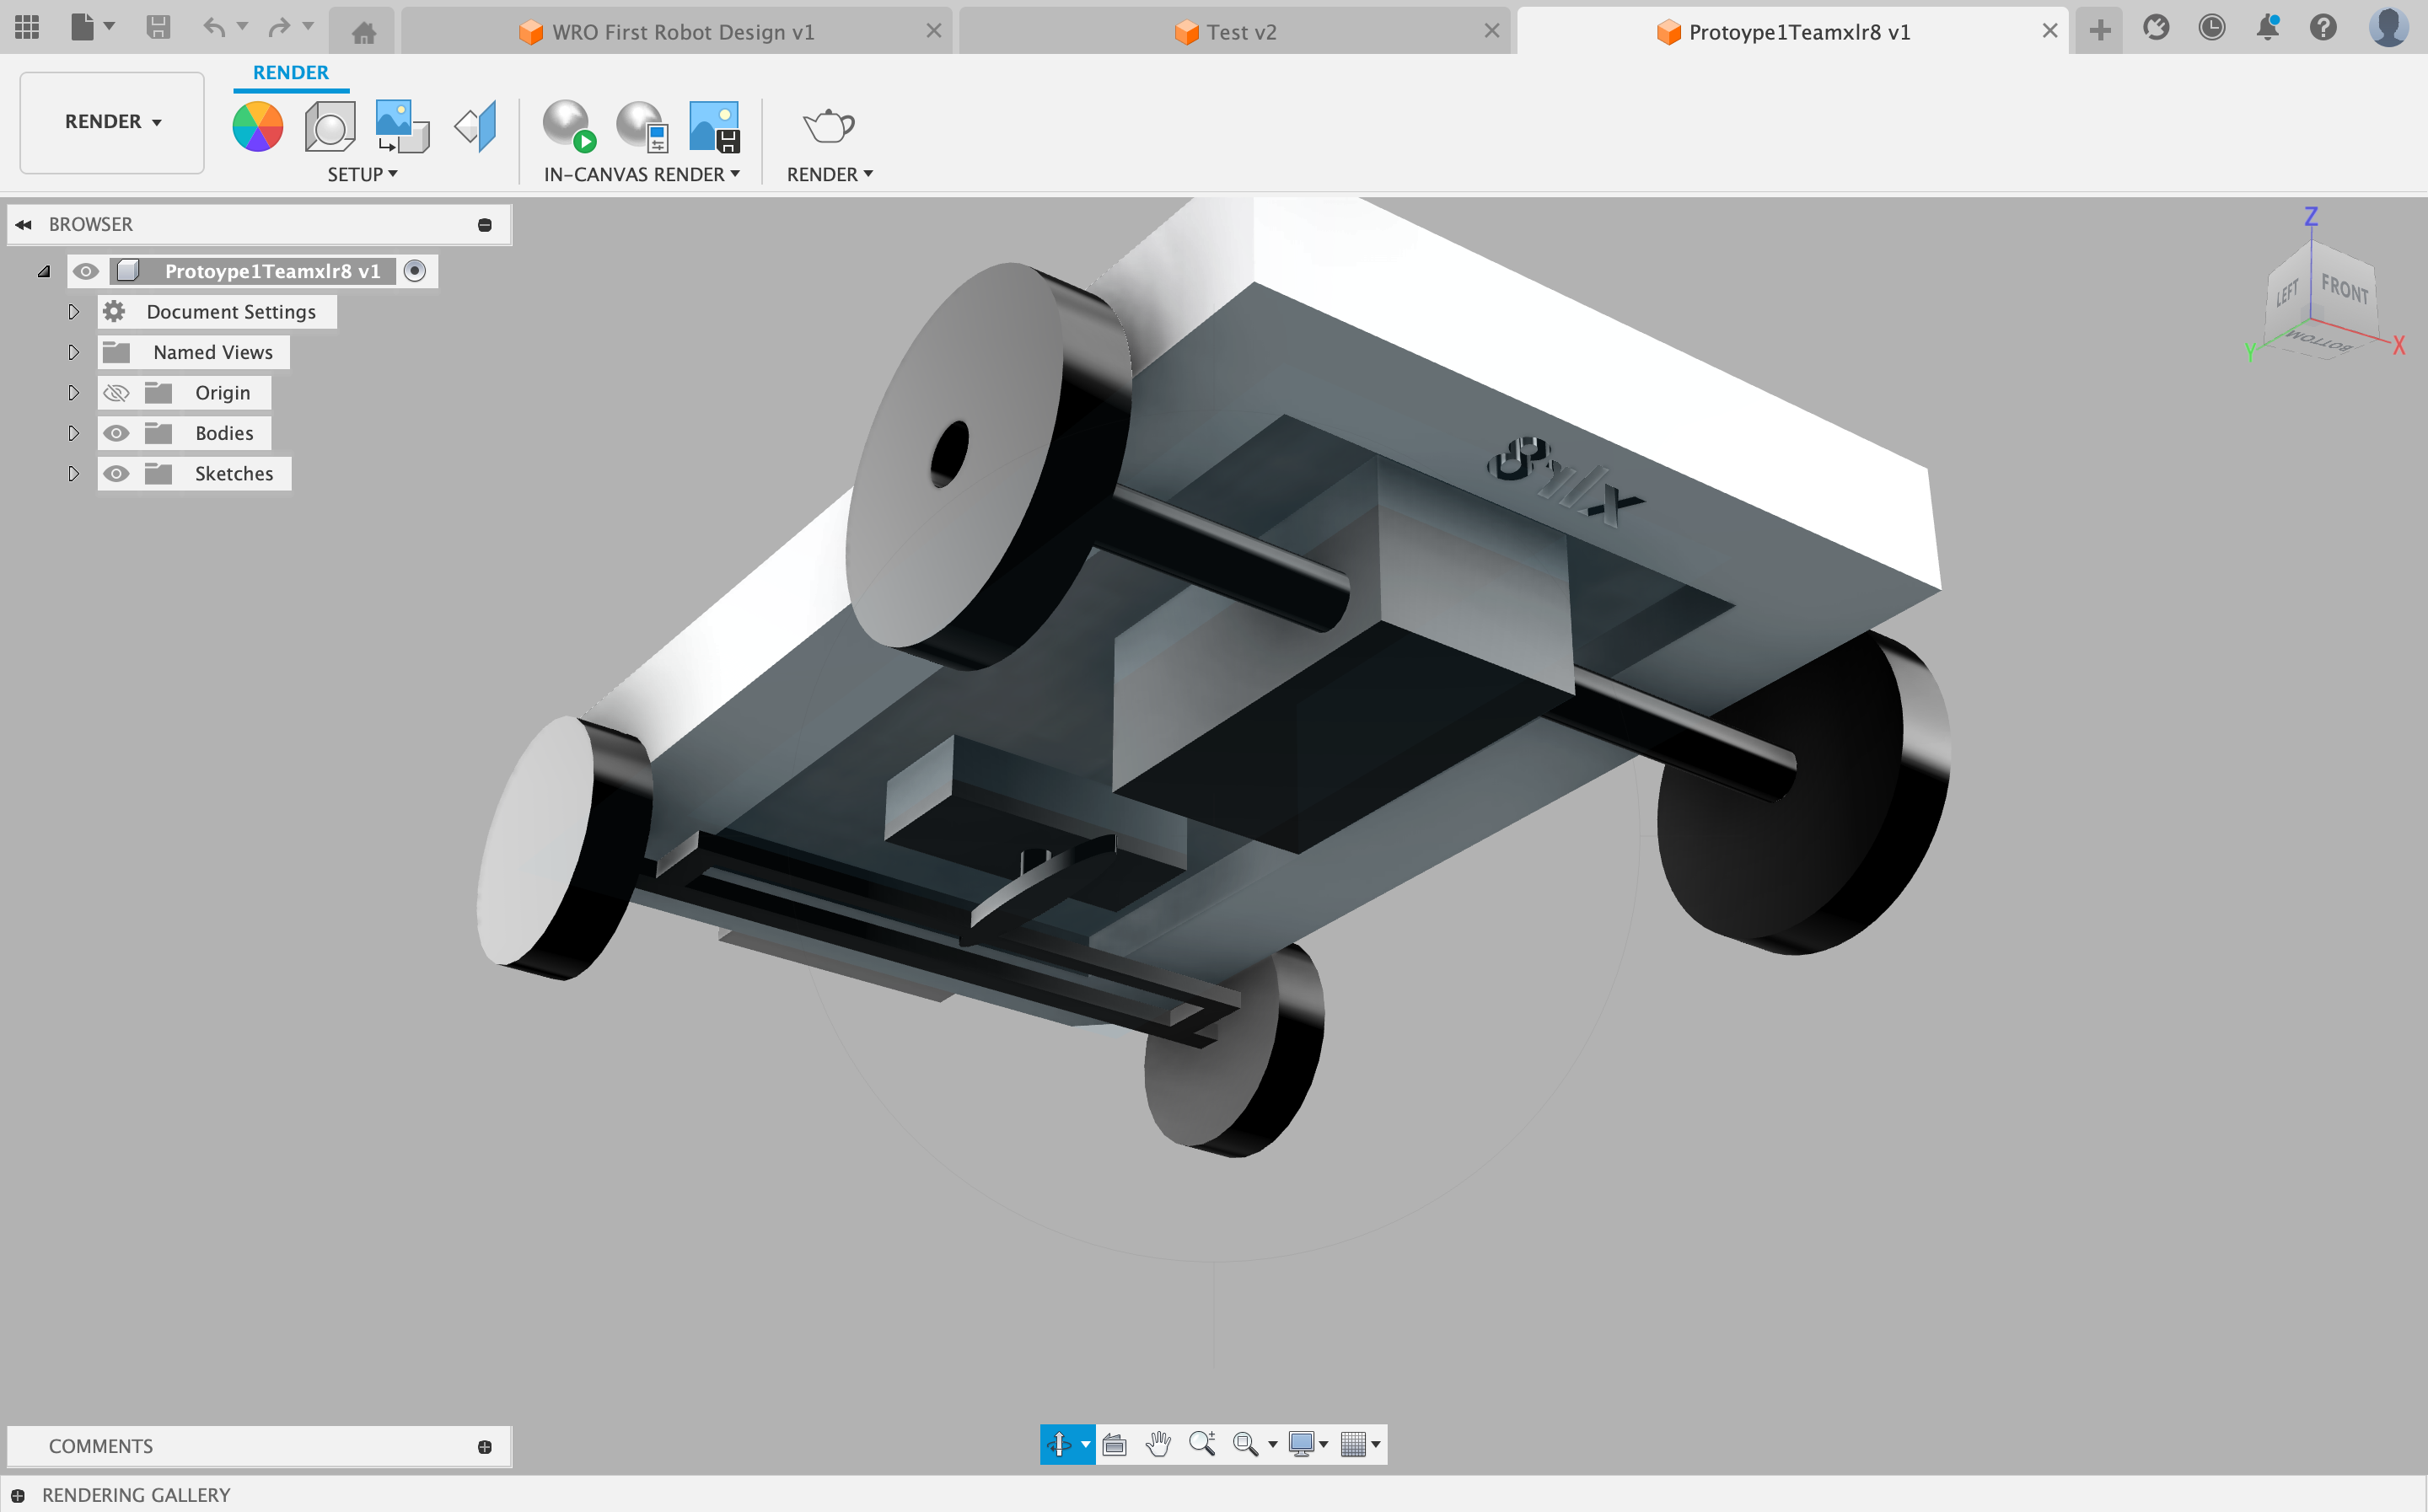 WRO First Robot Design v1
Test v2
Protoype1Teamxlr8 v1
RENDER
RENDER
SETUP
IN-CANVAS RENDER
RENDER
BROWSER
Protoype1Teamxlr8 v1
Document Settings
Named Views
Origin
Bodies
Sketches
xlr8
Z
LEFT
FRONT
BOTTOM
Y
X
COMMENTS
RENDERING GALLERY